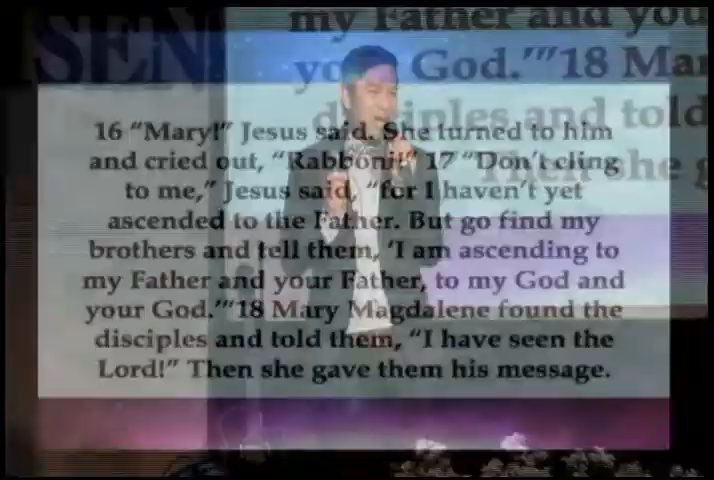 SEN
my Father and you
yo God.'"18 Mar
disciples and told
Then she g
16 "Mary!" Jesus said. She turned to him
and cried out, "Rabboni!" 17 "Don't cling
to me," Jesus said, "for I haven't yet
ascended to the Father. But go find my
brothers and tell them, 'I am ascending to
my Father and your Father, to my God and
your God.'"18 Mary Magdalene found the
disciples and told them, "I have seen the
Lord!" Then she gave them his message.